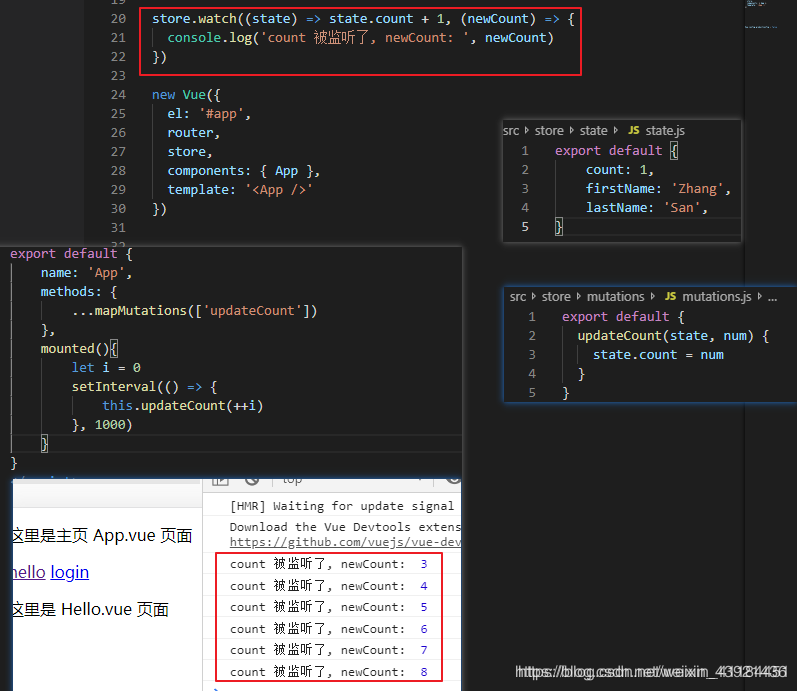 20 store.watch((state) => state.count + 1, (newCount) => {
21 console.log('count 被监听了, newCount: ', newCount)
22 })
23
24 new Vue({
25 el: '#app',
26 router,
27 store,
28 components: { App },
29 template: '<App />'
30 })
31
src store state JS state.js
1 export default {
2 count: 1,
3 firstName: 'Zhang',
4 lastName: 'San',
5 }
export default {
name: 'App',
methods: {
...mapMutations(['updateCount'])
},
mounted(){
let i = 0
setInterval(() => {
this.updateCount(++i)
}, 1000)
}
}
src store mutations JS mutations.js ...
1 export default {
2 updateCount(state, num) {
3 state.count = num
4 }
5 }
top
[HMR] Waiting for update signal
Download the Vue Devtools extens
https://github.com/vuejs/vue-dev
这里是主页 App.vue 页面
hello login
这里是 Hello.vue 页面
count 被监听了, newCount: 3
count 被监听了, newCount: 4
count 被监听了, newCount: 5
count 被监听了, newCount: 6
count 被监听了, newCount: 7
count 被监听了, newCount: 8